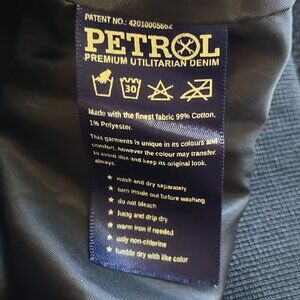 PATENT NO.: 42010005662
PETROL
PREMIUM UTILITARIAN DENIM
30
Made with the finest fabric 99% Cotton,
1% Polyester.
This garments is unique in its colours and
comfort, however the colour may transfer
to avoid this and keep its original look,
always:
★ wash and dry separately
★ turn inside out before washing
★ do not bleach
★ hang and drip dry
★ warm iron if needed
★ only non-chlorine
★ tumble dry with like color